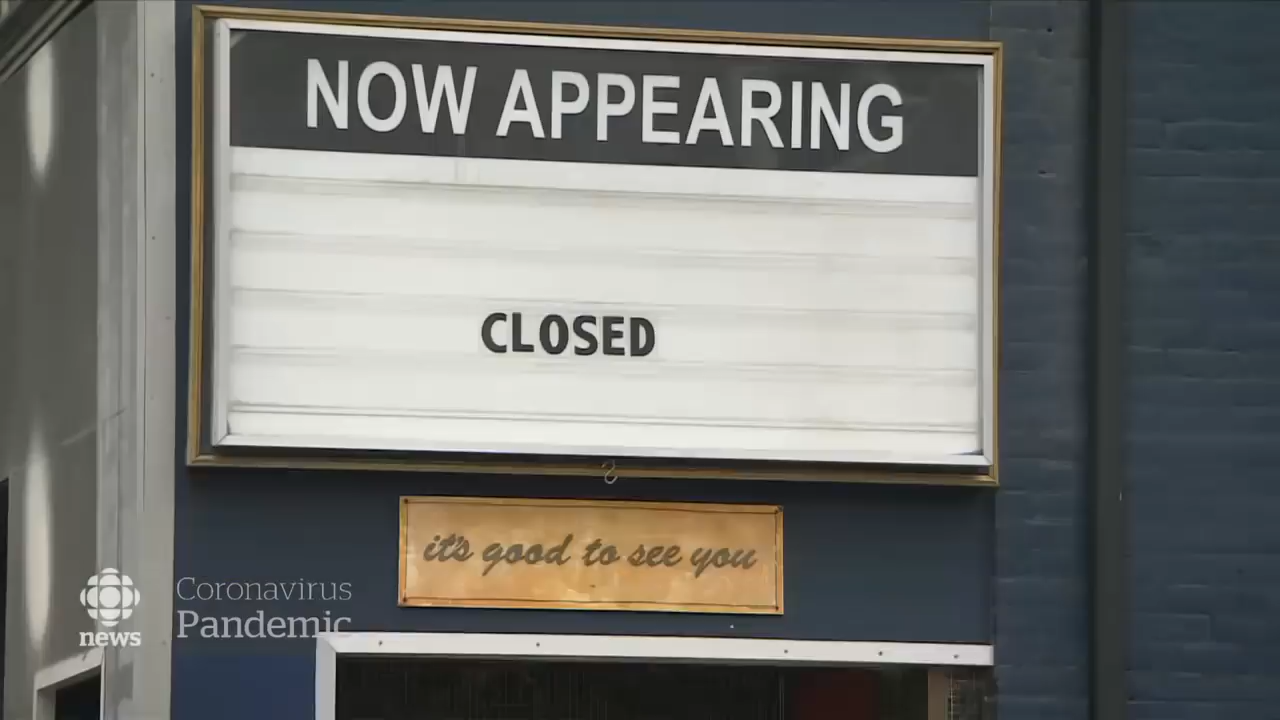 NOW APPEARING
CLOSED
it's good to see you
Coronavirus
Pandemic
news